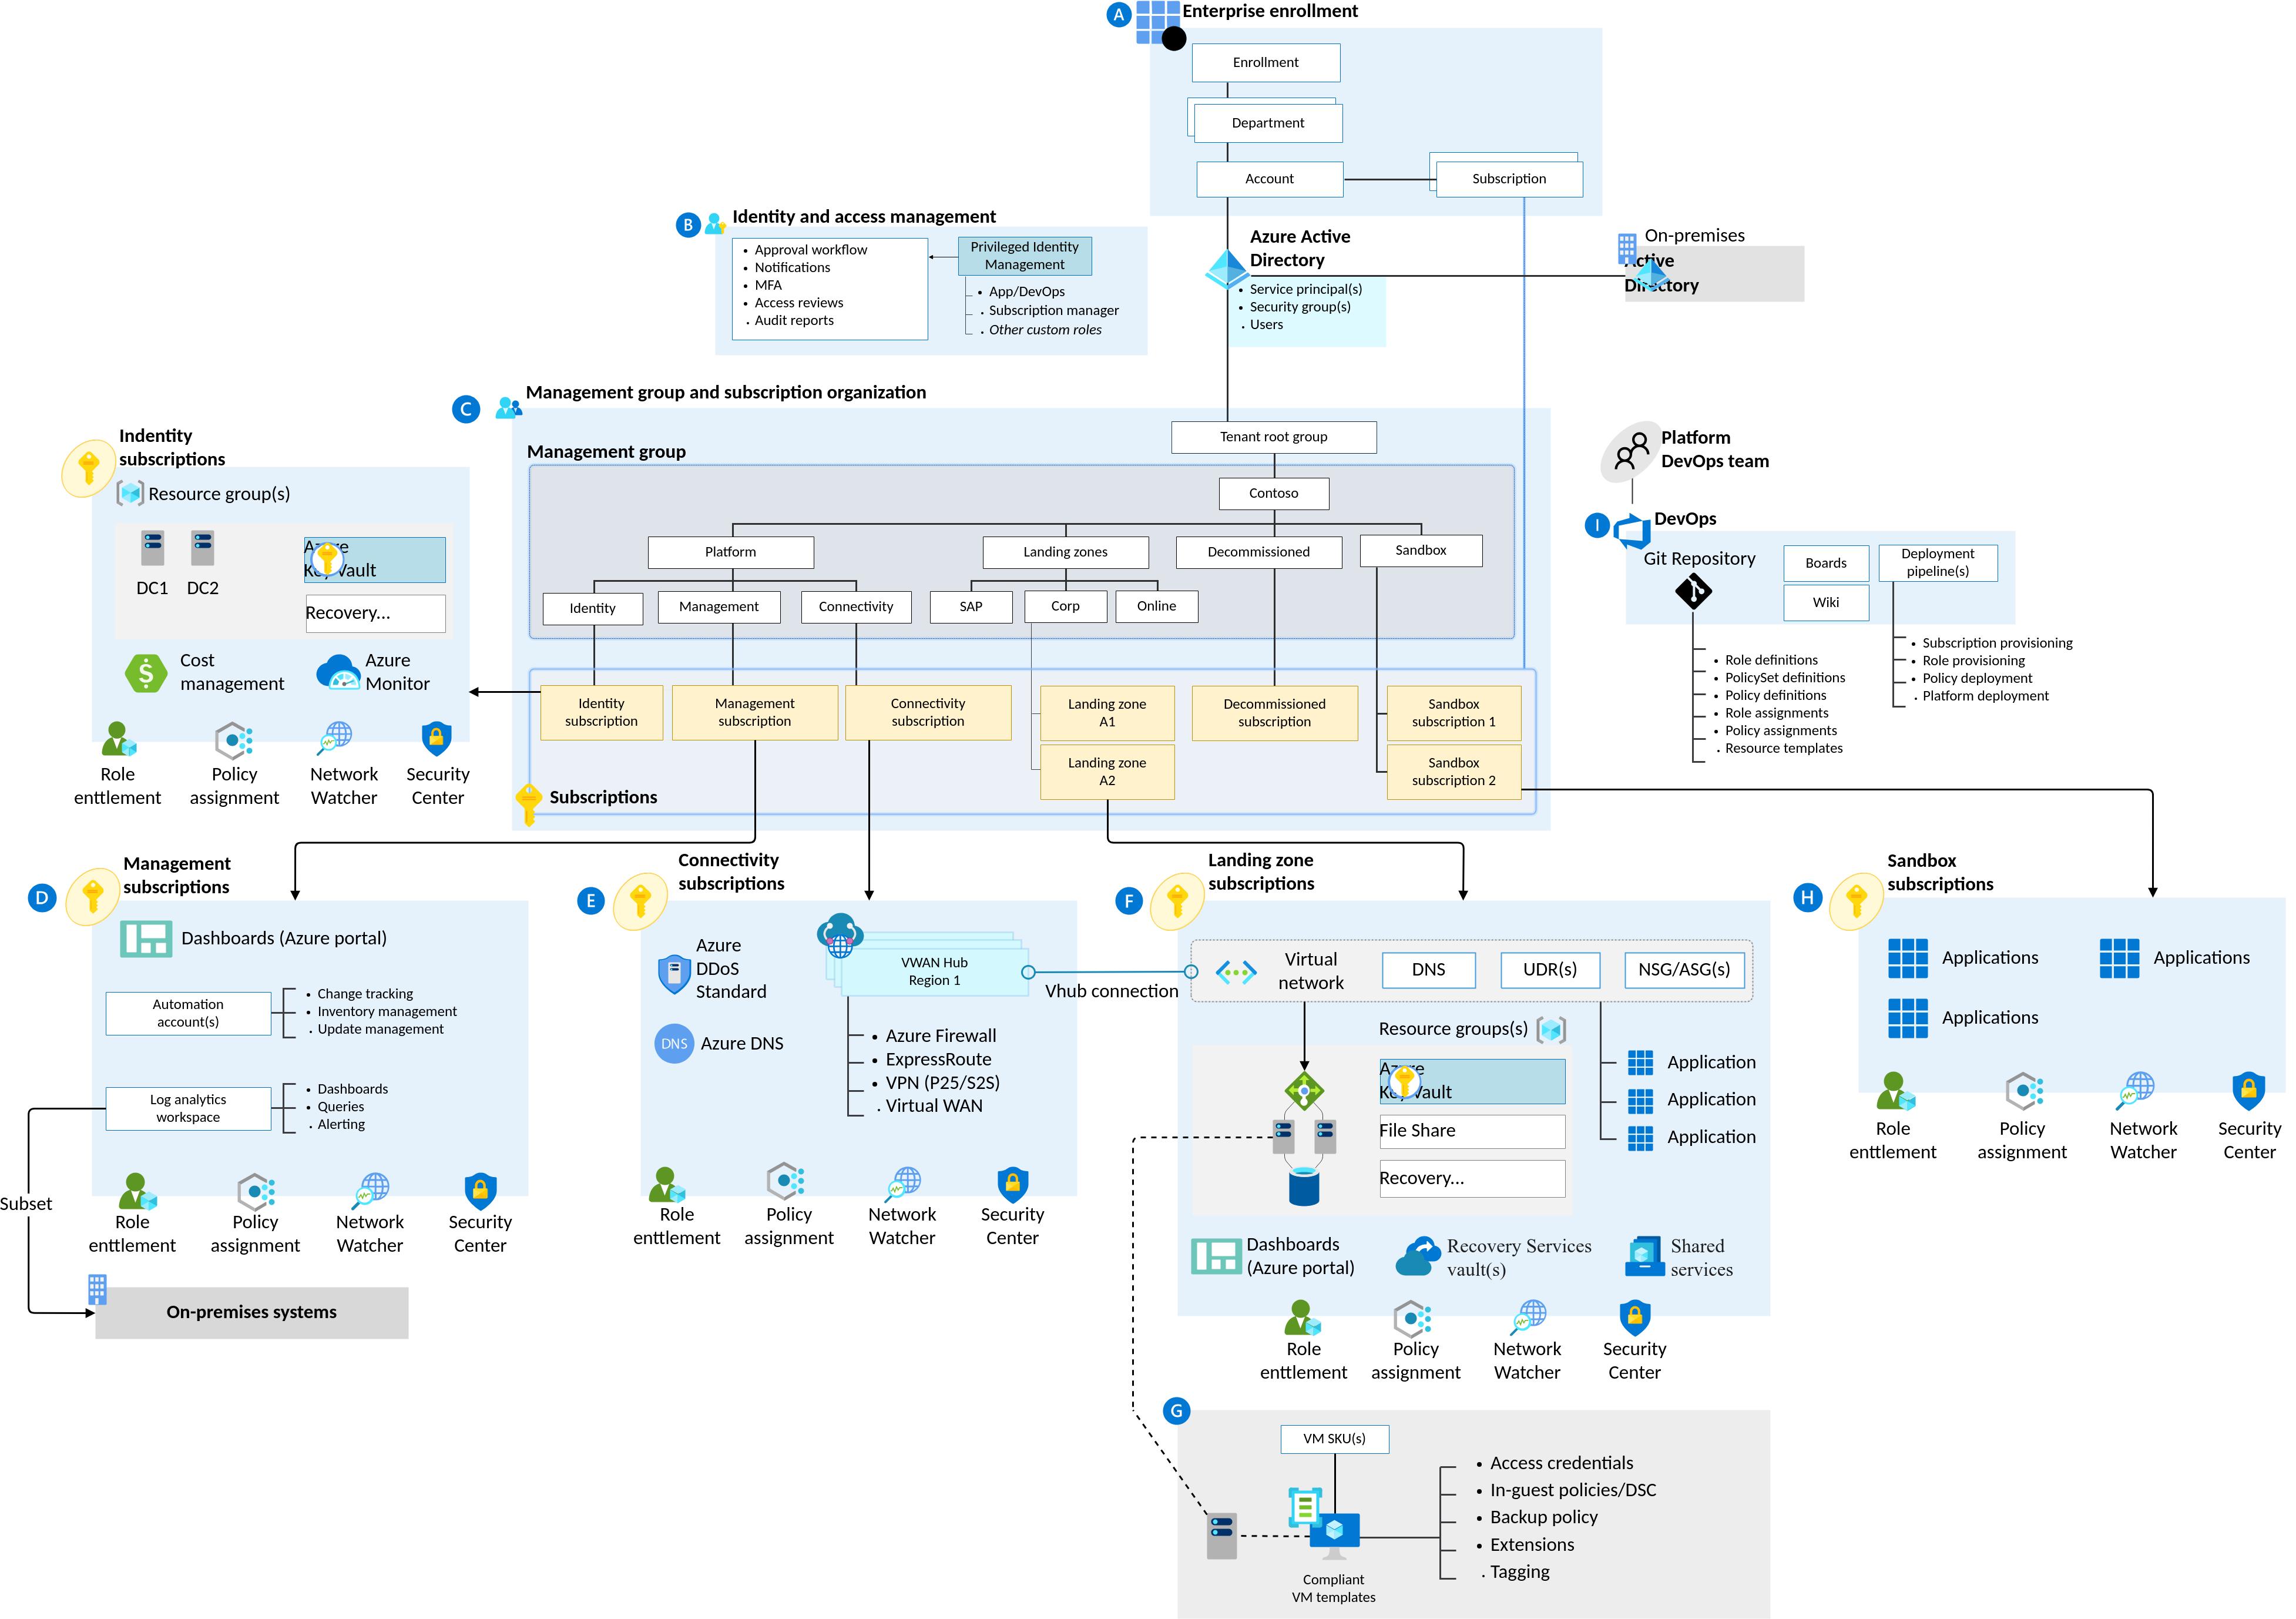 A
Enterprise enrollment
Enrollment
Department
Account
Subscription
B
Identity and access management
• Approval workflow
• Notifications
• MFA
• Access reviews
. Audit reports
Privileged Identity
Management
• App/DevOps
. Subscription manager
. Other custom roles
Azure Active
Directory
• Service principal(s)
• Security group(s)
. Users
On-premises
Active
Directory
C
Management group and subscription organization
Tenant root group
Management group
Contoso
Platform
Landing zones
Decommissioned
Sandbox
Identity
Management
Connectivity
SAP
Corp
Online
Identity
subscription
Management
subscription
Connectivity
subscription
Landing zone
A1
Decommissioned
subscription
Sandbox
subscription 1
Landing zone
A2
Sandbox
subscription 2
Subscriptions
Indentity
subscriptions
Resource group(s)
DC1
DC2
Azure
Key Vault
Recovery...
Cost
management
Azure
Monitor
Role
enttlement
Policy
assignment
Network
Watcher
Security
Center
Platform
DevOps team
I
DevOps
Git Repository
Boards
Wiki
Deployment
pipeline(s)
• Role definitions
• PolicySet definitions
• Policy definitions
• Role assignments
• Policy assignments
. Resource templates
• Subscription provisioning
• Role provisioning
• Policy deployment
. Platform deployment
D
Management
subscriptions
Dashboards (Azure portal)
Automation
account(s)
• Change tracking
• Inventory management
. Update management
Log analytics
workspace
• Dashboards
• Queries
. Alerting
Subset
Role
enttlement
Policy
assignment
Network
Watcher
Security
Center
On-premises systems
E
Connectivity
subscriptions
Azure
DDoS
Standard
DNS
Azure DNS
VWAN Hub
Region 1
• Azure Firewall
• ExpressRoute
• VPN (P25/S2S)
. Virtual WAN
Vhub connection
Role
enttlement
Policy
assignment
Network
Watcher
Security
Center
F
Landing zone
subscriptions
Virtual
network
DNS
UDR(s)
NSG/ASG(s)
Resource groups(s)
Azure
Key Vault
File Share
Recovery...
Application
Application
Application
Dashboards
(Azure portal)
Recovery Services
vault(s)
Shared
services
Role
enttlement
Policy
assignment
Network
Watcher
Security
Center
H
Sandbox
subscriptions
Applications
Applications
Applications
Role
enttlement
Policy
assignment
Network
Watcher
Security
Center
G
VM SKU(s)
Compliant
VM templates
• Access credentials
• In-guest policies/DSC
• Backup policy
• Extensions
. Tagging